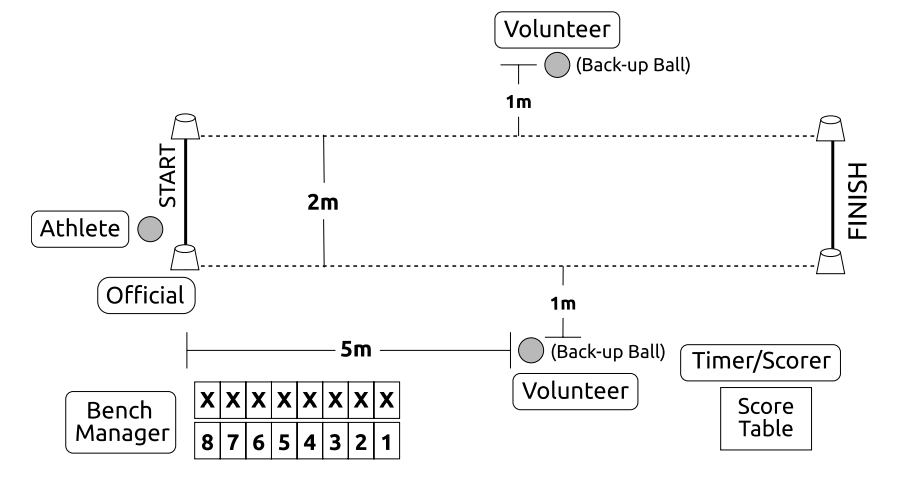 Volunteer
(Back-up Ball)
1m
START
2m
FINISH
Athlete
Official
1m
5m
(Back-up Ball)
Volunteer
Timer/Scorer
Score
Table
Bench
Manager
X X X X X X X X
8 7 6 5 4 3 2 1